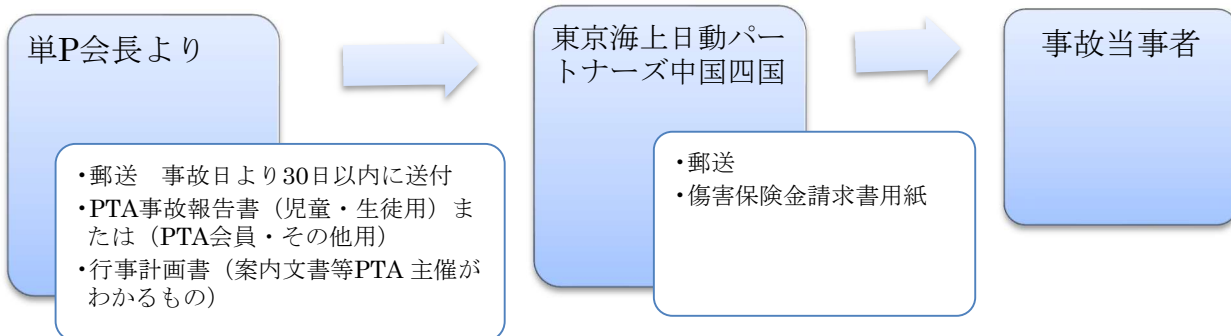 単P会長より
・郵送　事故日より30日以内に送付
・PTA事故報告書（児童・生徒用）ま
たは（PTA会員・その他用）
・行事計画書（案内文書等PTA 主催が
わかるもの）
東京海上日動パー
トナーズ中国四国
・郵送
・傷害保険金請求書用紙
事故当事者